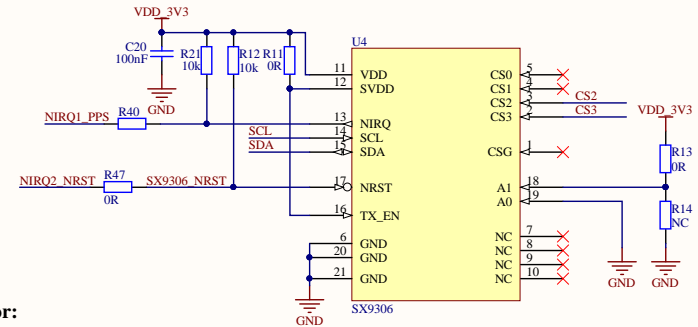 VDD_3V3
C20
100nF
R21
10k
R12
10k
R11
0R
GND
U4
11 VDD
12 SVDD
NIRQ1_PPS R40 13 NIRQ
SCL 14 SCL
SDA 15 SDA
NIRQ2_NRST R47 SX9306_NRST 17 NRST
0R
16 TX_EN
6 GND
20 GND
21 GND
GND
SX9306
CS0 5
CS1 4
CS2 3 CS2
CS3 2 CS3
CSG 1
A1 18
A0 19
NC 7
NC 8
NC 9
NC 10
VDD_3V3
R13
0R
R14
NC
GND GND
or: